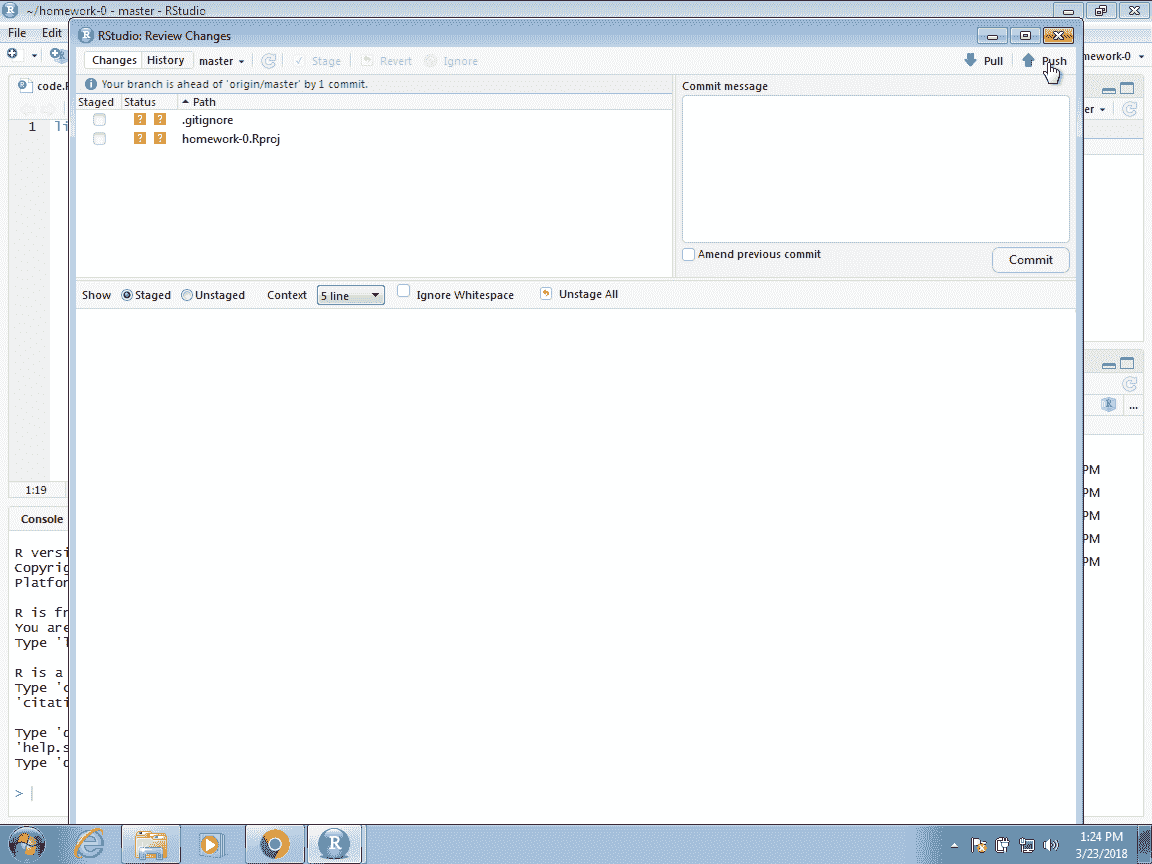 ~/homework-0 - master - RStudio
File Edit
RStudio: Review Changes
Changes History master Stage Revert Ignore Pull Push
mework-0
Your branch is ahead of 'origin/master' by 1 commit.
Commit message
code.R
Staged Status Path
er
.gitignore
1 li
homework-0.Rproj
Amend previous commit
Commit
Show Staged Unstaged Context 5 line Ignore Whitespace Unstage All
...
PM
1:19
PM
Console
PM
PM
R versi
PM
Copyrig
Platfor
R is fr
You are
Type 'l
R is a
Type 'c
'citati
Type 'd
'help.s
Type 'q
>
1:24 PM
3/23/2018